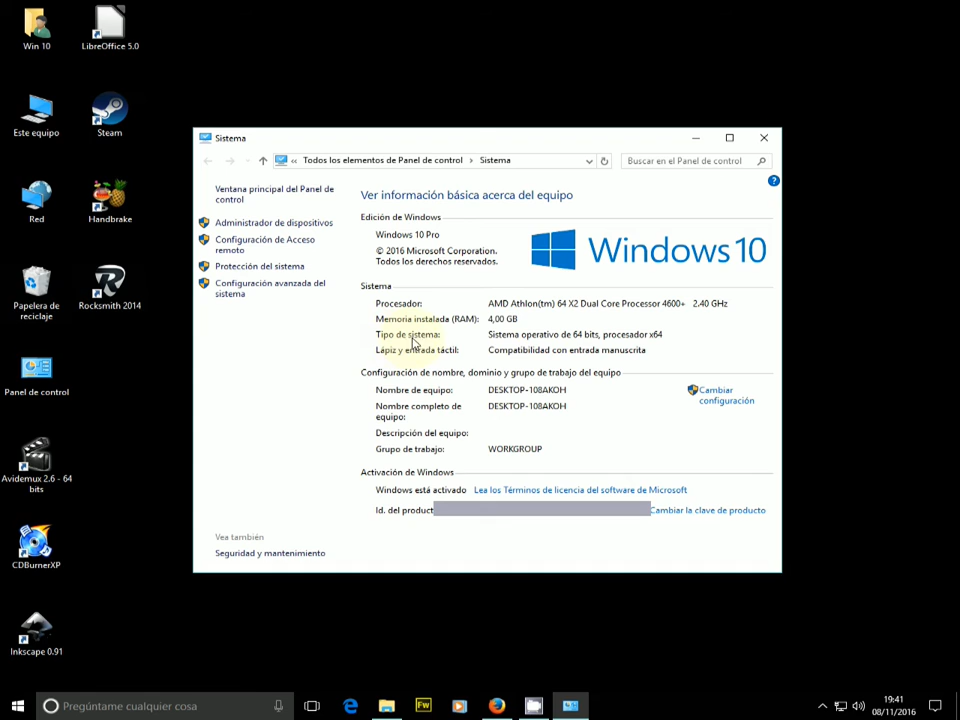 Win 10
LibreOffice 5.0
Este equipo
Steam
Red
Handbrake
Papelera de
reciclaje
Rocksmith 2014
Panel de control
Avidemux 2.6 - 64
bits
CDBurnerXP
Inkscape 0.91
Sistema
« Todos los elementos de Panel de control › Sistema
Buscar en el Panel de control
Ventana principal del Panel de
control
Administrador de dispositivos
Configuración de Acceso
remoto
Protección del sistema
Configuración avanzada del
sistema
Vea también
Seguridad y mantenimiento
?
Ver información básica acerca del equipo
Edición de Windows
Windows 10 Pro
© 2016 Microsoft Corporation.
Todos los derechos reservados.
Windows 10
Sistema
Procesador: AMD Athlon(tm) 64 X2 Dual Core Processor 4600+ 2.40 GHz
Memoria instalada (RAM): 4,00 GB
Tipo de sistema: Sistema operativo de 64 bits, procesador x64
Lápiz y entrada táctil: Compatibilidad con entrada manuscrita
Configuración de nombre, dominio y grupo de trabajo del equipo
Nombre de equipo: DESKTOP-108AKOH
Cambiar
configuración
Nombre completo de
equipo: DESKTOP-108AKOH
Descripción del equipo:
Grupo de trabajo: WORKGROUP
Activación de Windows
Windows está activado Lea los Términos de licencia del software de Microsoft
Id. del product Cambiar la clave de producto
Pregúntame cualquier cosa
Fw
19:41
08/11/2016